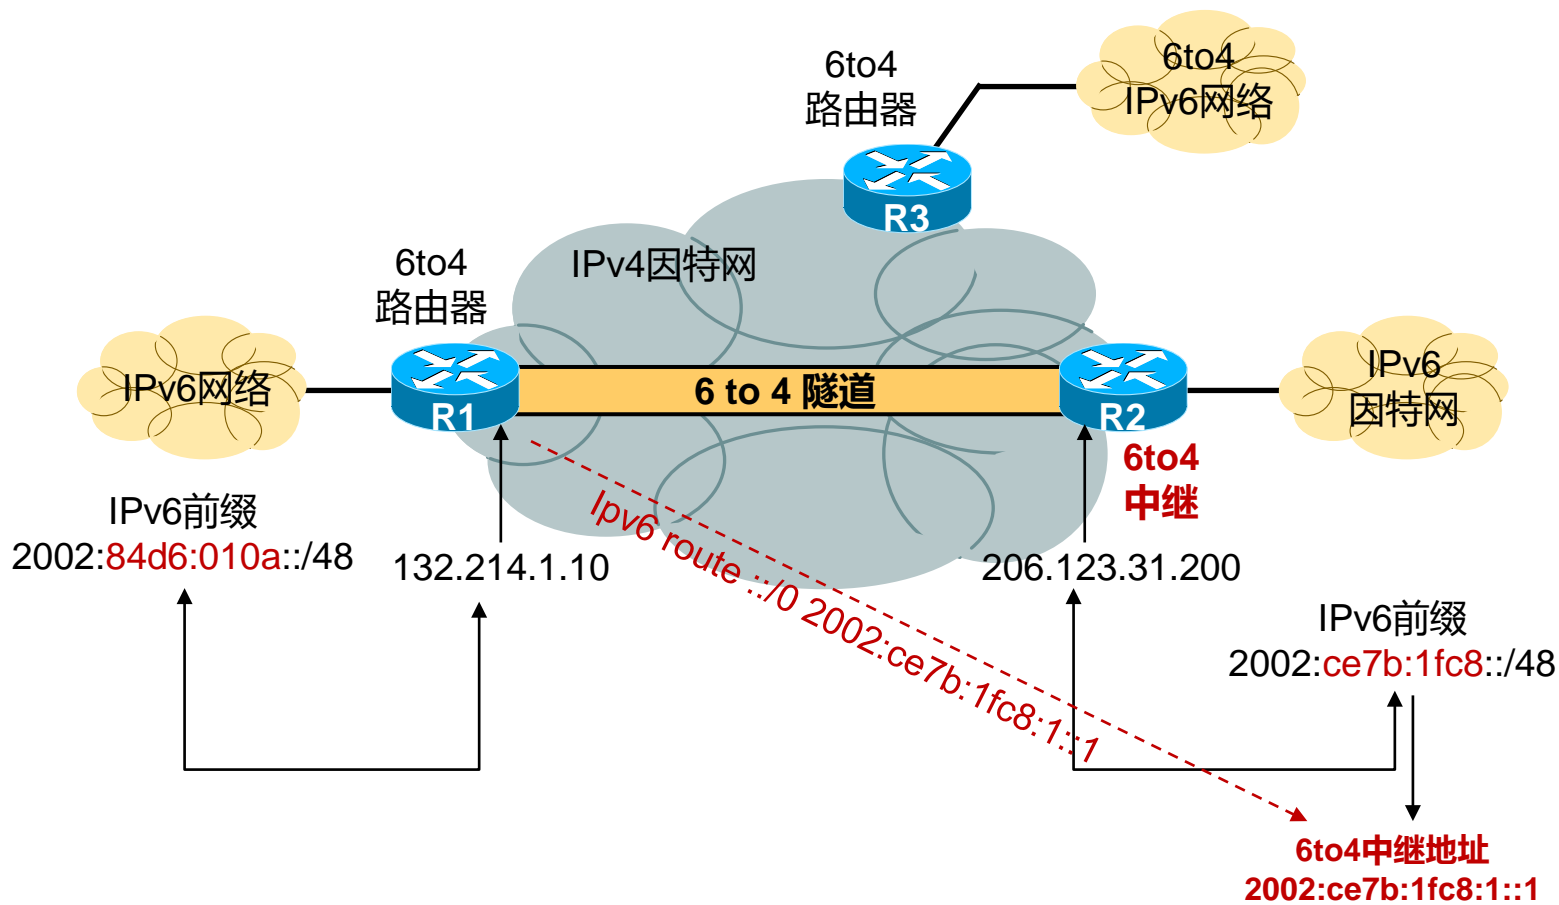 6to4
路由器
6to4
IPv6网络
R3
IPv4因特网
6to4
路由器
IPv6网络
R1
6 to 4 隧道
R2
IPv6
因特网
6to4
中继
IPv6前缀
2002:84d6:010a::/48
132.214.1.10
Ipv6 route ::/0 2002:ce7b:1fc8:1::1
206.123.31.200
IPv6前缀
2002:ce7b:1fc8::/48
6to4中继地址
2002:ce7b:1fc8:1::1